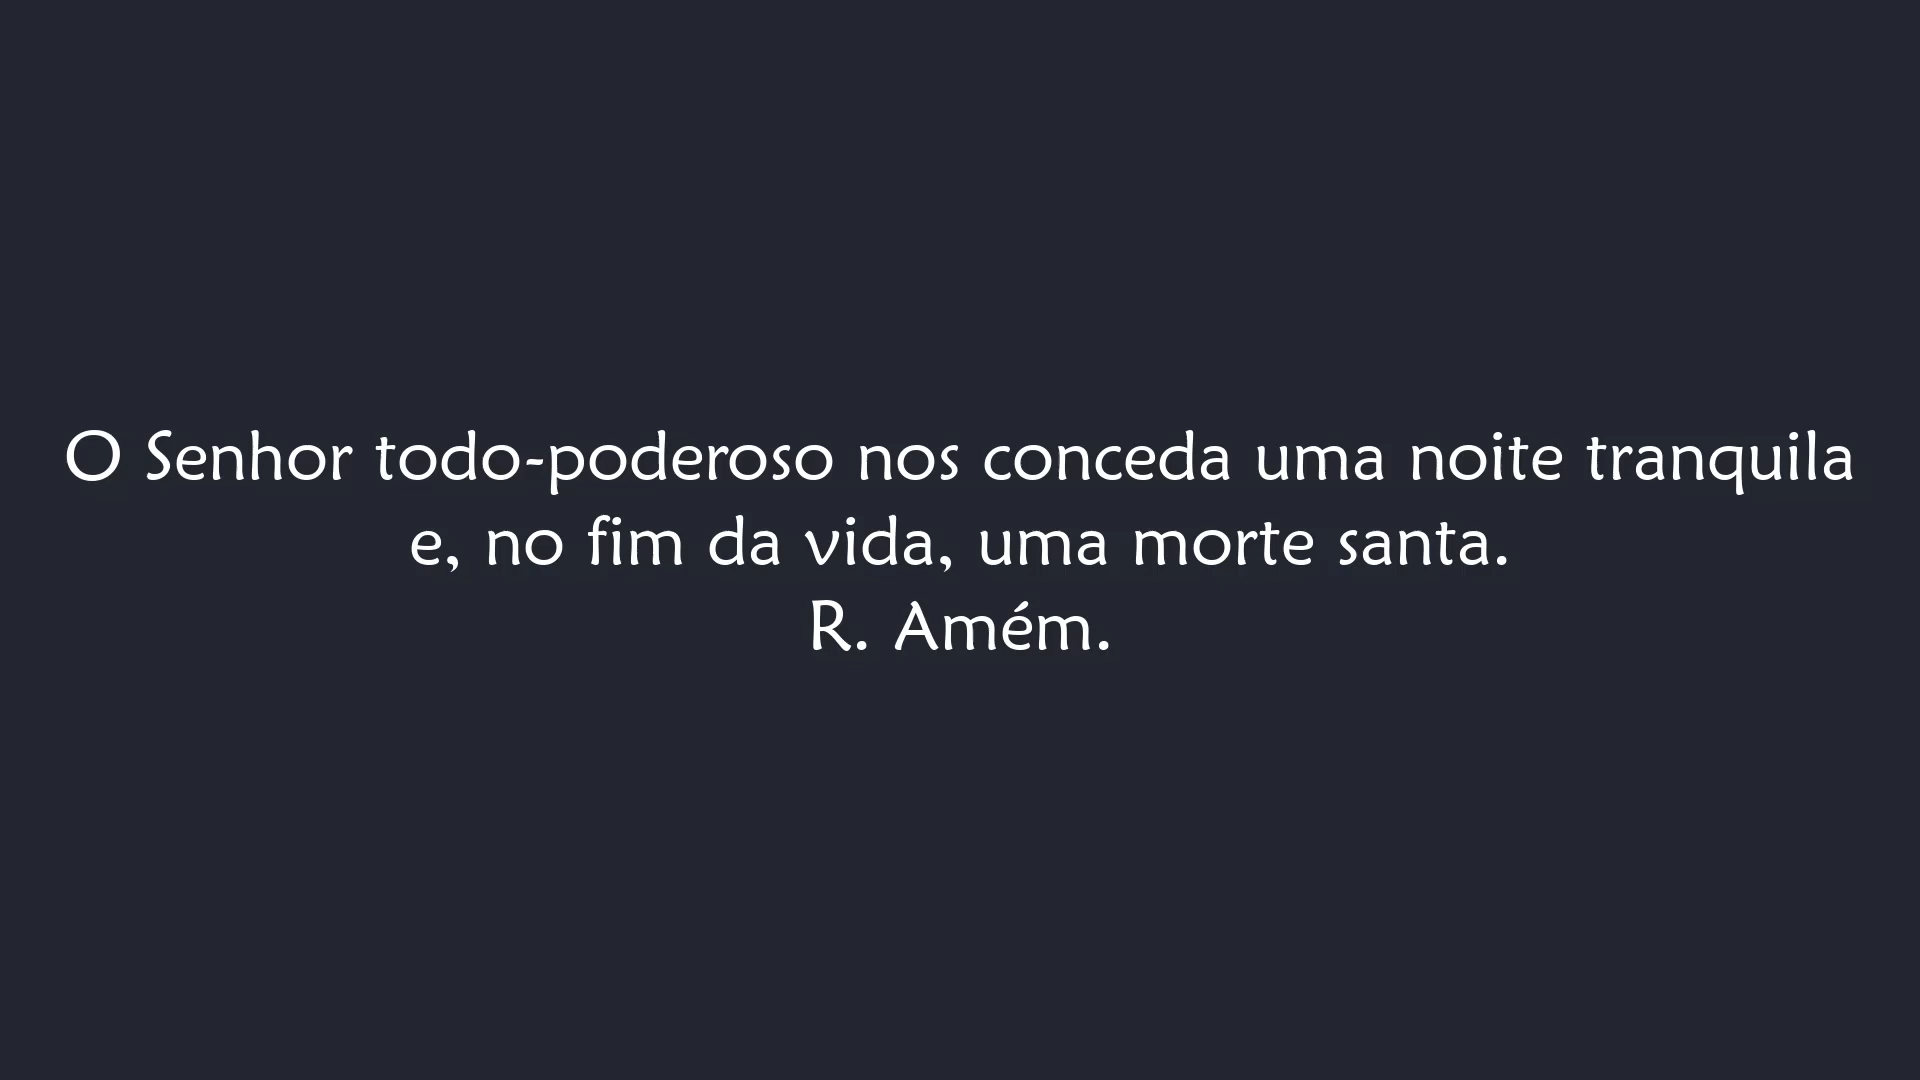 O Senhor todo-poderoso nos conceda uma noite tranquila
e, no fim da vida, uma morte santa.
R. Amém.